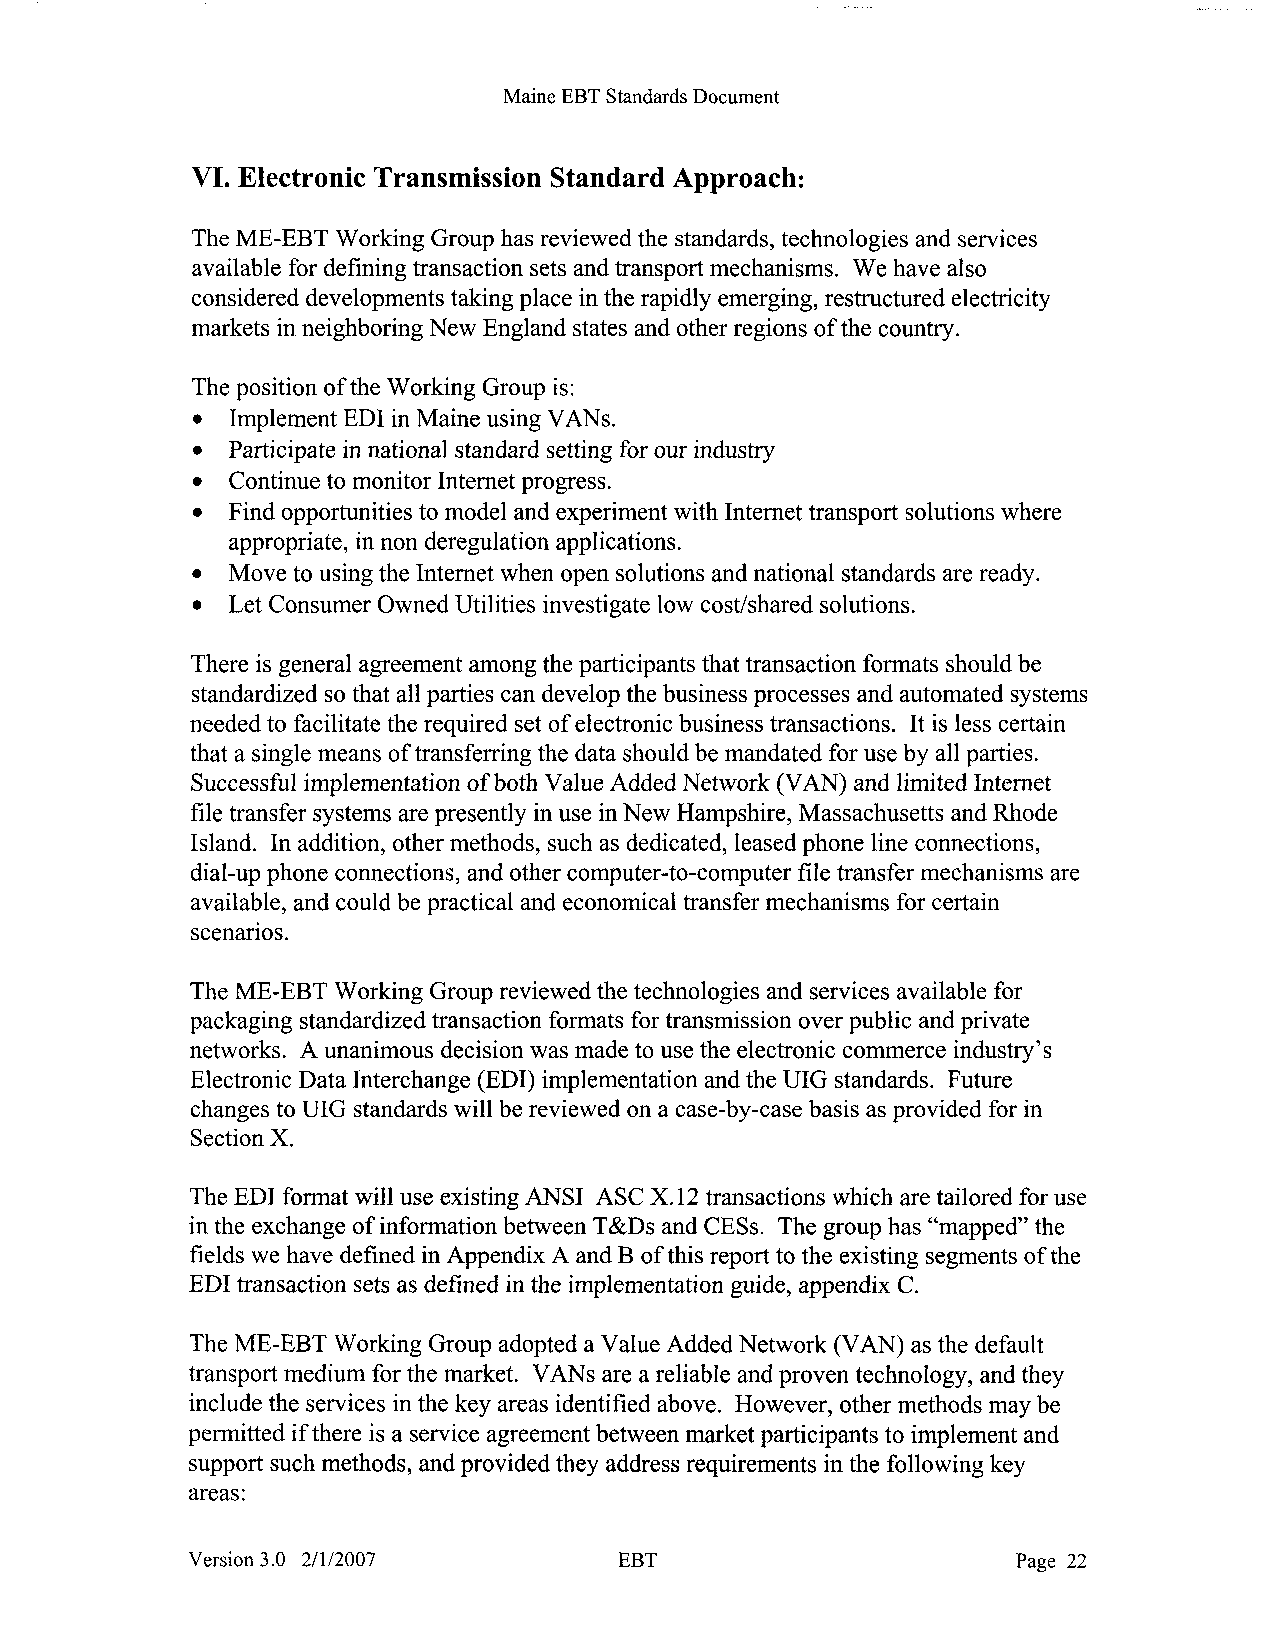 Maine EBT Standards Document
VI. Electronic Transmission Standard Approach:
The ME-EBT Working Group has reviewed the standards, technologies and services
available for defining transaction sets and transport mechanisms. We have also
considered developments taking place in the rapidly emerging, restructured electricity
markets in neighboring New England states and other regions of the country.
The position of the Working Group is:
• Implement EDI in Maine using VANs.
• Participate in national standard setting for our industry
• Continue to monitor Internet progress.
• Find opportunities to model and experiment with Internet transport solutions where
appropriate, in non deregulation applications.
• Move to using the Internet when open solutions and national standards are ready.
• Let Consumer Owned Utilities investigate low cost/shared solutions.
There is general agreement among the participants that transaction formats should be
standardized so that all parties can develop the business processes and automated systems
needed to facilitate the required set of electronic business transactions. It is less certain
that a single means of transferring the data should be mandated for use by all parties.
Successful implementation of both Value Added Network (VAN) and limited Internet
file transfer systems are presently in use in New Hampshire, Massachusetts and Rhode
Island. In addition, other methods, such as dedicated, leased phone line connections,
dial-up phone connections, and other computer-to-computer file transfer mechanisms are
available, and could be practical and economical transfer mechanisms for certain
scenarios.
The ME-EBT Working Group reviewed the technologies and services available for
packaging standardized transaction formats for transmission over public and private
networks. A unanimous decision was made to use the electronic commerce industry's
Electronic Data Interchange (EDI) implementation and the UIG standards. Future
changes to UIG standards will be reviewed on a case-by-case basis as provided for in
Section X.
The EDI format will use existing ANSI ASC X.12 transactions which are tailored for use
in the exchange of information between T&Ds and CESs. The group has “mapped” the
fields we have defined in Appendix A and B of this report to the existing segments of the
EDI transaction sets as defined in the implementation guide, appendix C.
The ME-EBT Working Group adopted a Value Added Network (VAN) as the default
transport medium for the market. VANs are a reliable and proven technology, and they
include the services in the key areas identified above. However, other methods may be
permitted if there is a service agreement between market participants to implement and
support such methods, and provided they address requirements in the following key
areas:
Version 3.0 2/1/2007 EBT Page 22